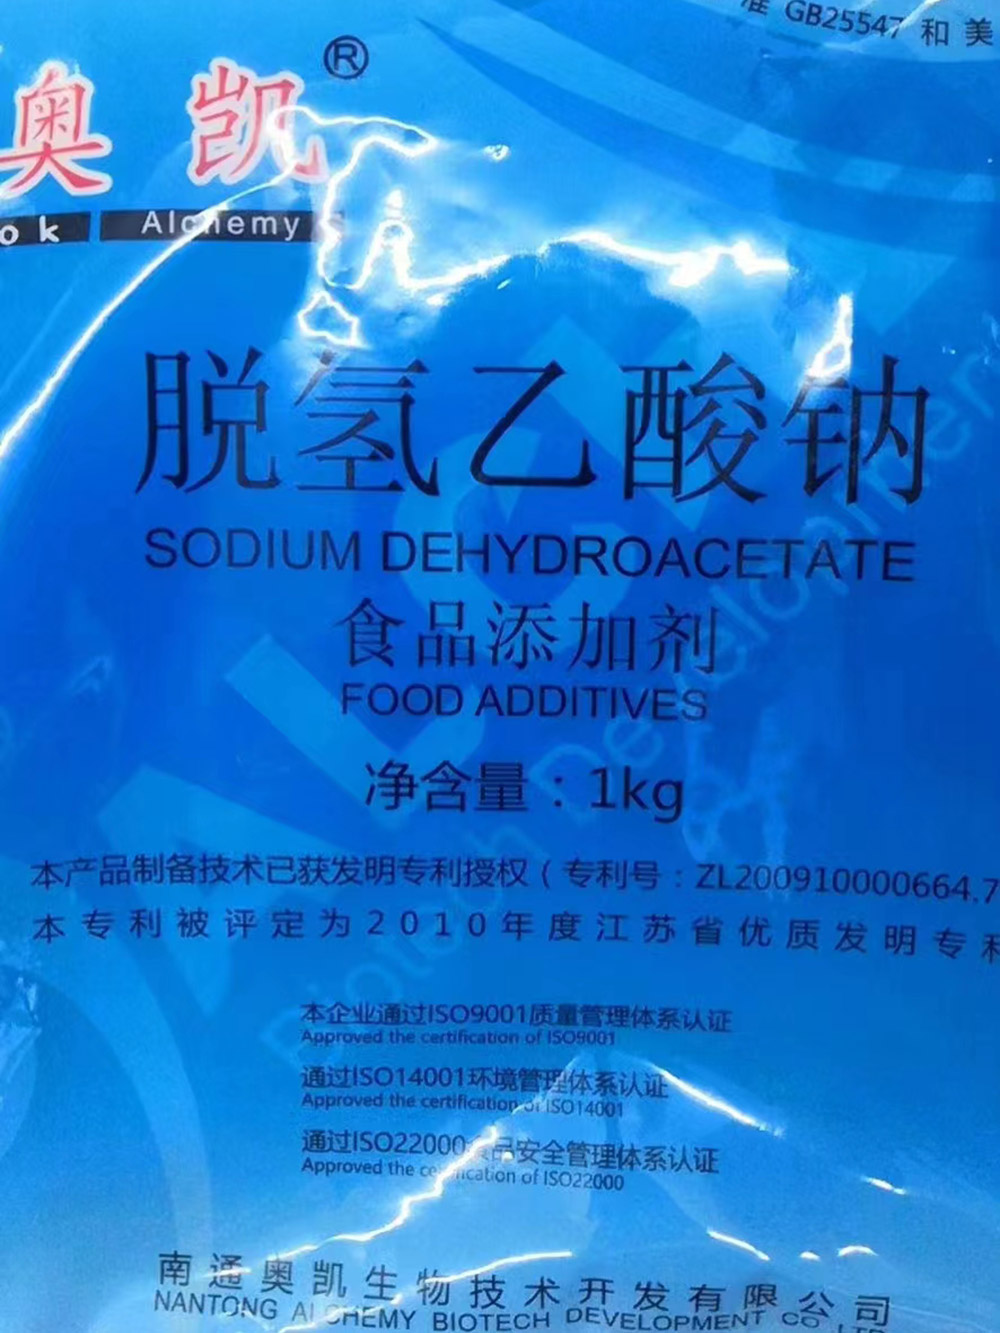 准 GB25547 和 美
奥 凯 ®
ok Alchemy
脱氢乙酸钠
SODIUM DEHYDROACETATE
食品添加剂
FOOD ADDITIVES
净含量：1kg
本产品制备技术已获发明专利授权（专利号：ZL200910000664.7
本专利被评定为2010年度江苏省优质发明专利
本企业通过ISO9001质量管理体系认证
Approved the certification of ISO9001
通过ISO14001环境管理体系认证
Approved the certification of ISO14001
通过ISO22000食品安全管理体系认证
Approved the certification of ISO22000
南通奥凯生物技术开发有限公司
NANTONG ALCHEMY BIOTECH DEVELOPMENT CO LTD
ALCHE
Biotech Developmen